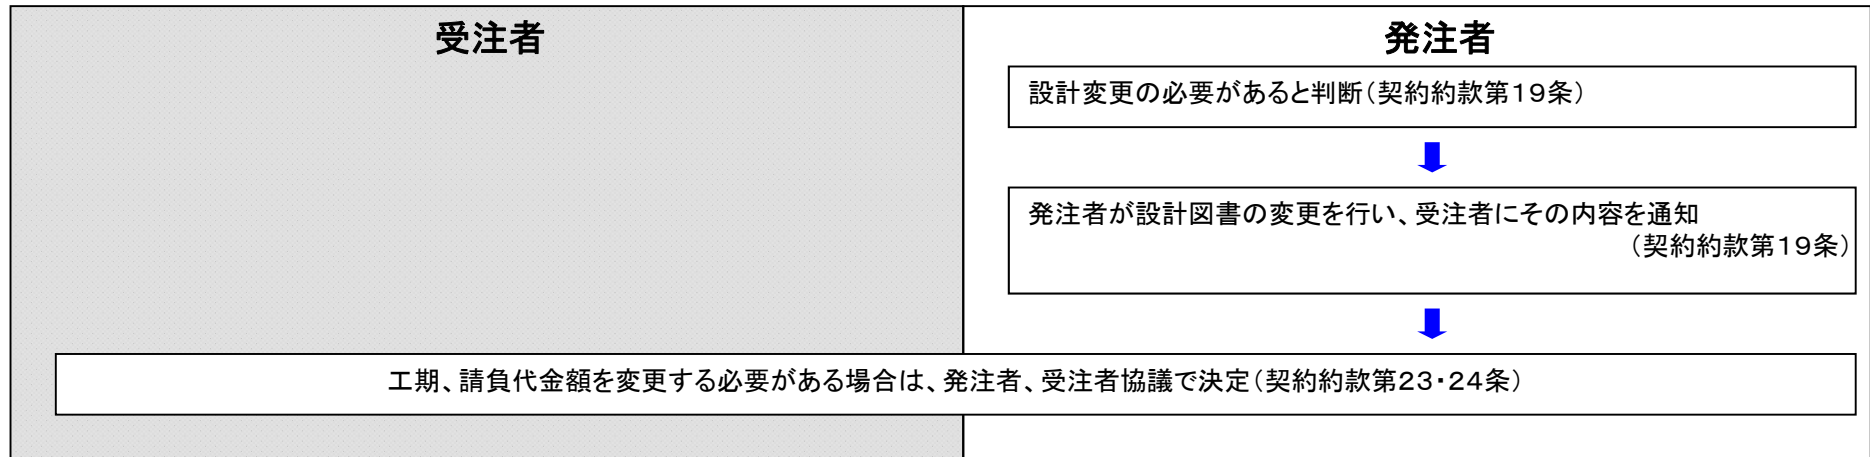 受注者
発注者
設計変更の必要があると判断（契約約款第１９条）
発注者が設計図書の変更を行い、受注者にその内容を通知
（契約約款第１９条）
工期、請負代金額を変更する必要がある場合は、発注者、受注者協議で決定（契約約款第２３・２４条）